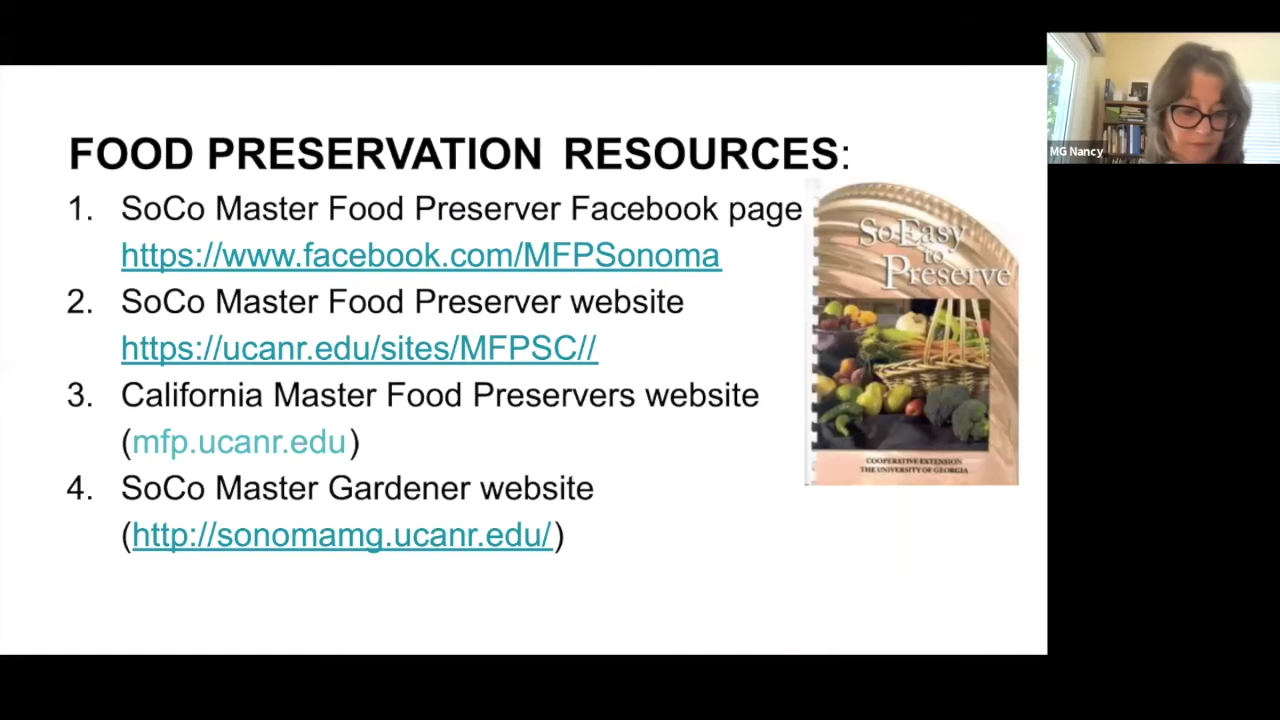 FOOD PRESERVATION RESOURCES:
1. SoCo Master Food Preserver Facebook page
https://www.facebook.com/MFPSonoma
2. SoCo Master Food Preserver website
https://ucanr.edu/sites/MFPSC//
3. California Master Food Preservers website
(mfp.ucanr.edu)
4. SoCo Master Gardener website
(http://sonomamg.ucanr.edu/)
So Easy
to
Preserve
COOPERATIVE EXTENSION
THE UNIVERSITY OF GEORGIA
MG Nancy